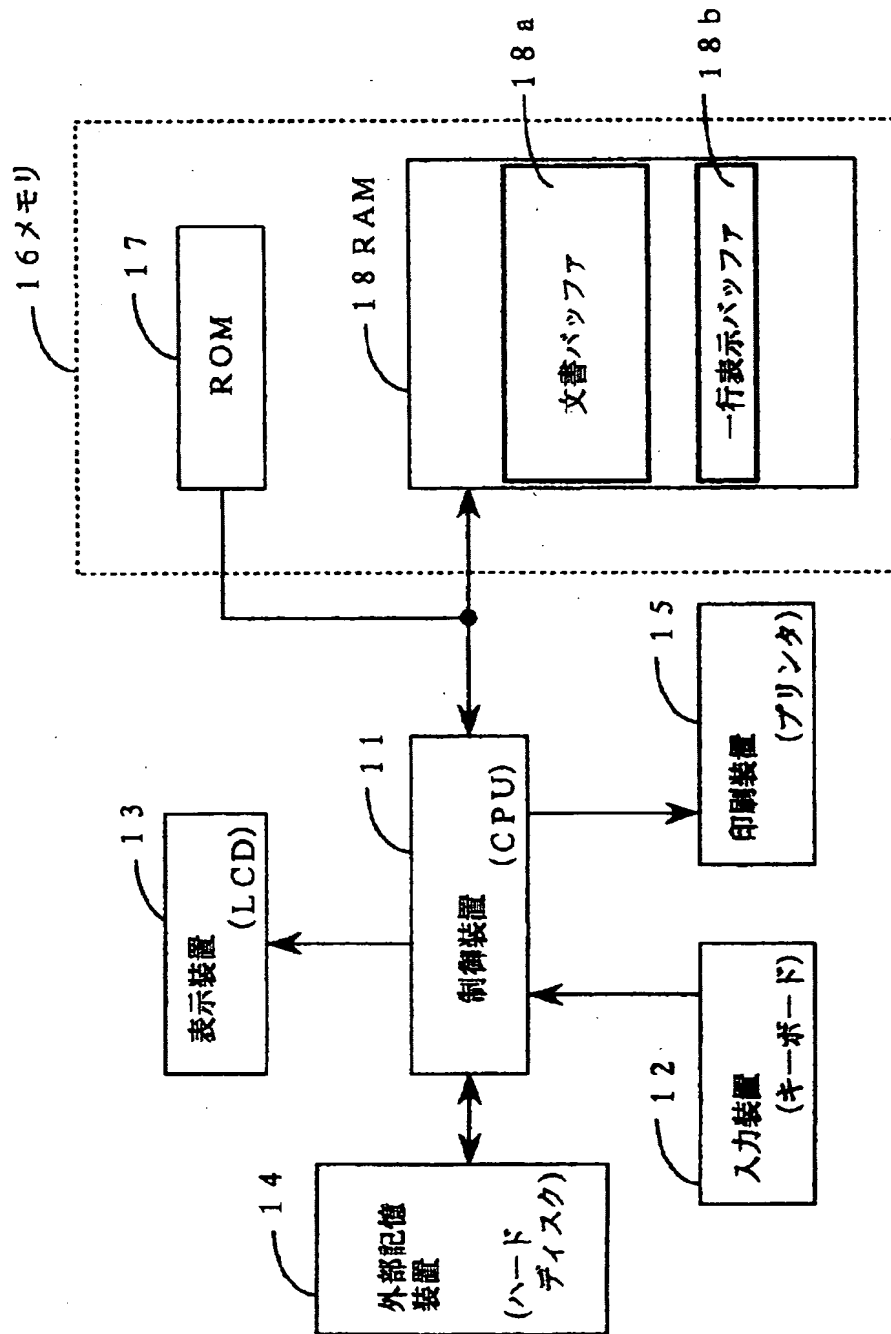 16メモリ
17
ROM
18RAM
18a
文書バッファ
18b
一行表示バッファ
13
表示装置
(LCD)
11
制御装置
(CPU)
14
外部記憶
装置
(ハード
ディスク)
12
入力装置
(キーボード)
15
印刷装置
(プリンタ)